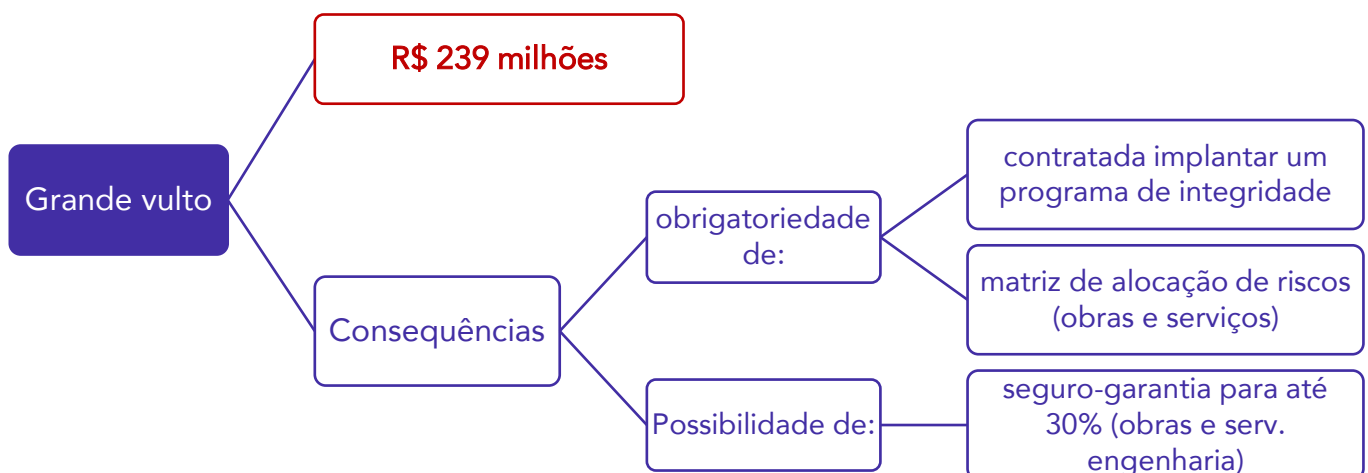 R$ 239 milhões
Grande vulto
Consequências
obrigatoriedade
de:
contratada implantar um
programa de integridade
matriz de alocação de riscos
(obras e serviços)
Possibilidade de:
seguro-garantia para até
30% (obras e serv.
engenharia)